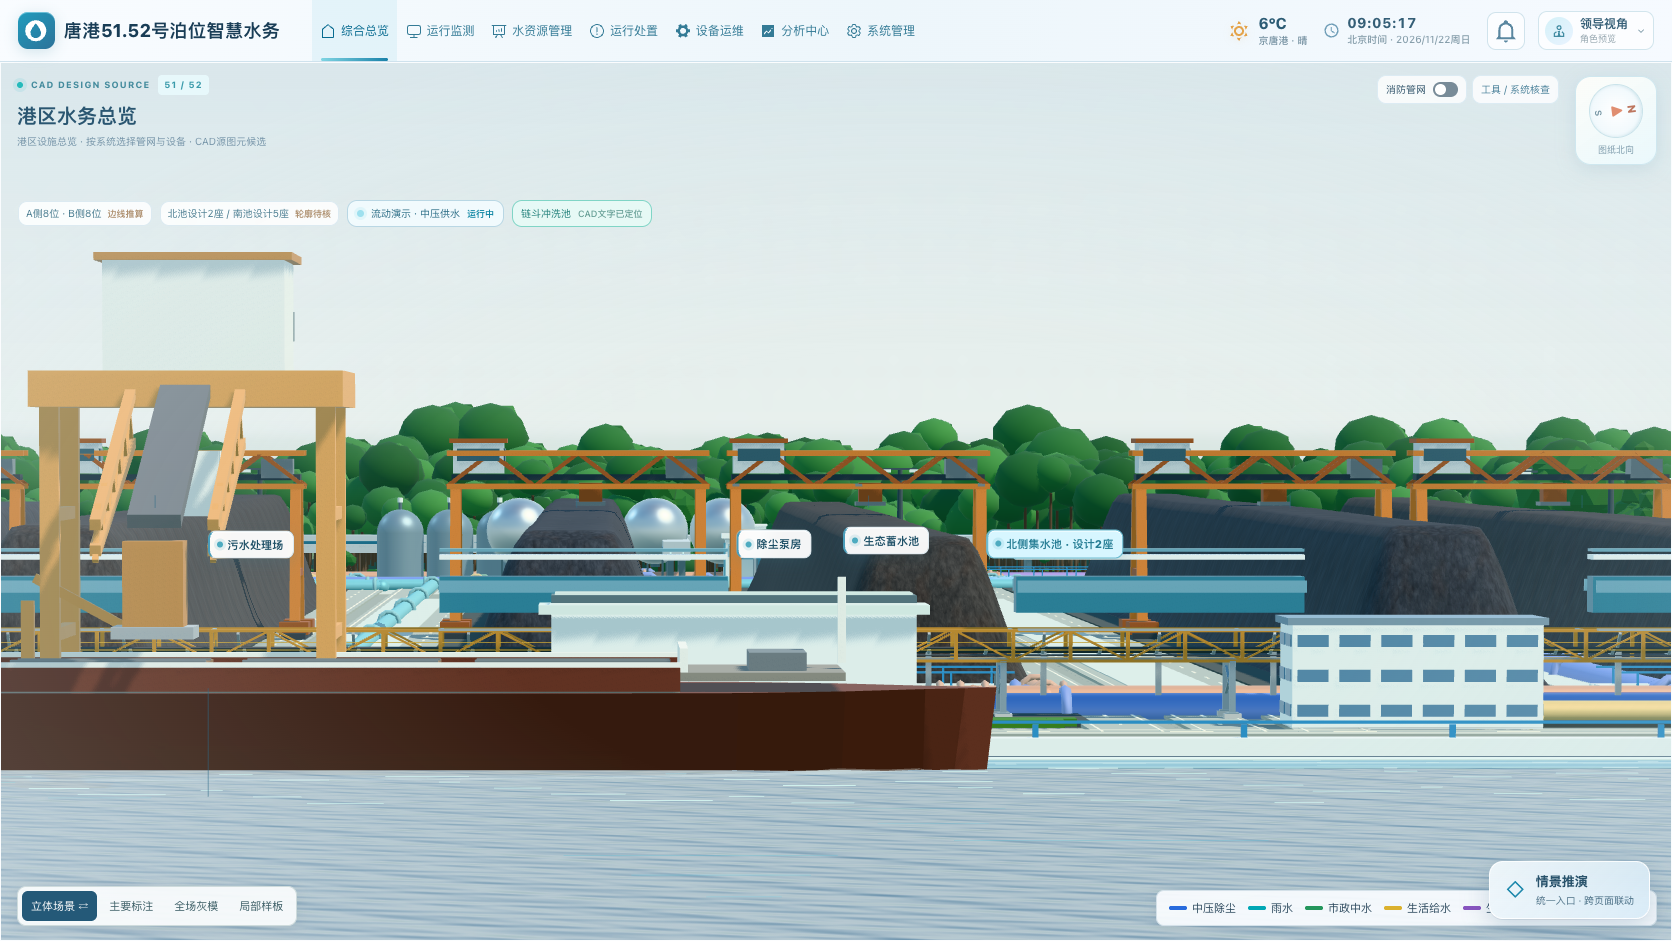 唐港51.52号泊位智慧水务
综合总览
运行监测
水资源管理
运行处置
设备运维
分析中心
系统管理
6°C
京唐港 · 晴
09:05:17
北京时间 · 2026/11/22周日
领导视角
角色预览
CAD DESIGN SOURCE 51 / 52
港区水务总览
港区设施总览 · 按系统选择管网与设备 · CAD源图元候选
消防管网
工具 / 系统核查
S N
图纸北向
A侧8位 · B侧8位 边线推算
北池设计2座 / 南池设计5座 轮廓待核
流动演示 · 中压供水 运行中
链斗冲洗池 CAD文字已定位
污水处理场
除尘泵房
生态蓄水池
北侧集水池 · 设计2座
立体场景
主要标注
全场灰模
局部样板
中压除尘
雨水
市政中水
生活给水
情景推演
统一入口 · 跨页面联动